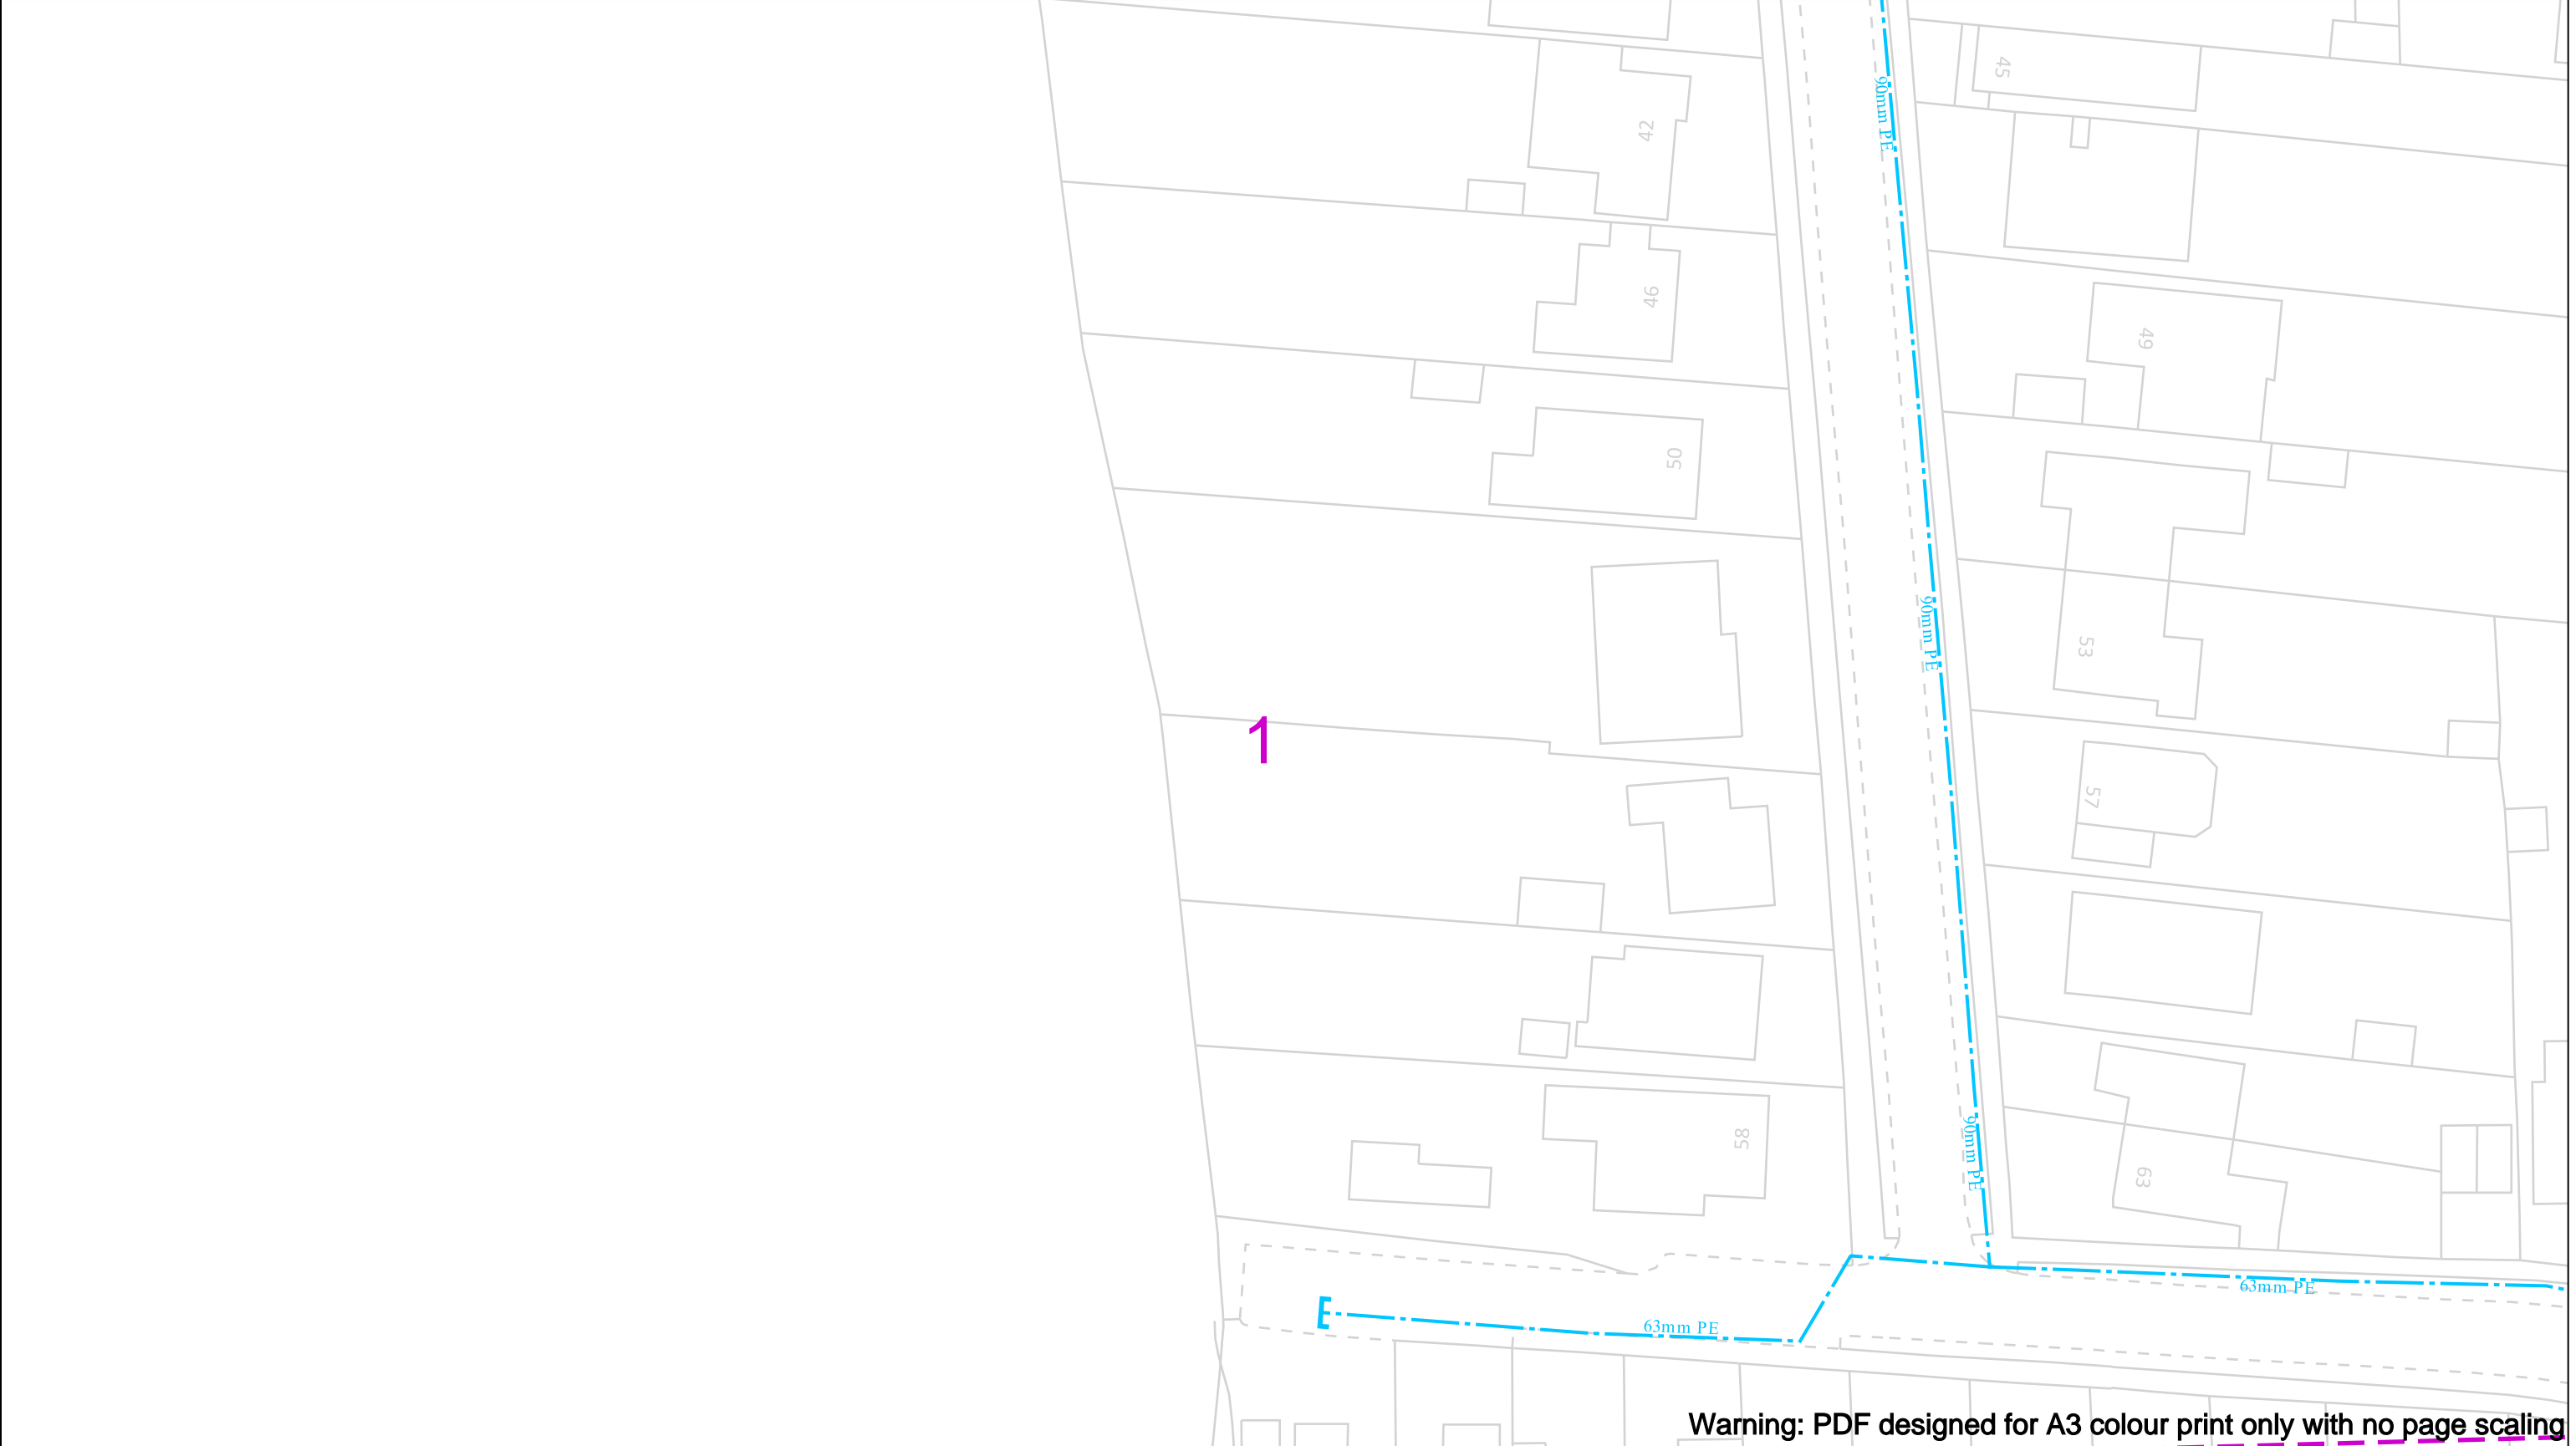 45
90mm PE
42
46
49
50
90mm PE
53
1
57
90mm PE
58
63
63mm PE
63mm PE
Warning: PDF designed for A3 colour print only with no page scaling